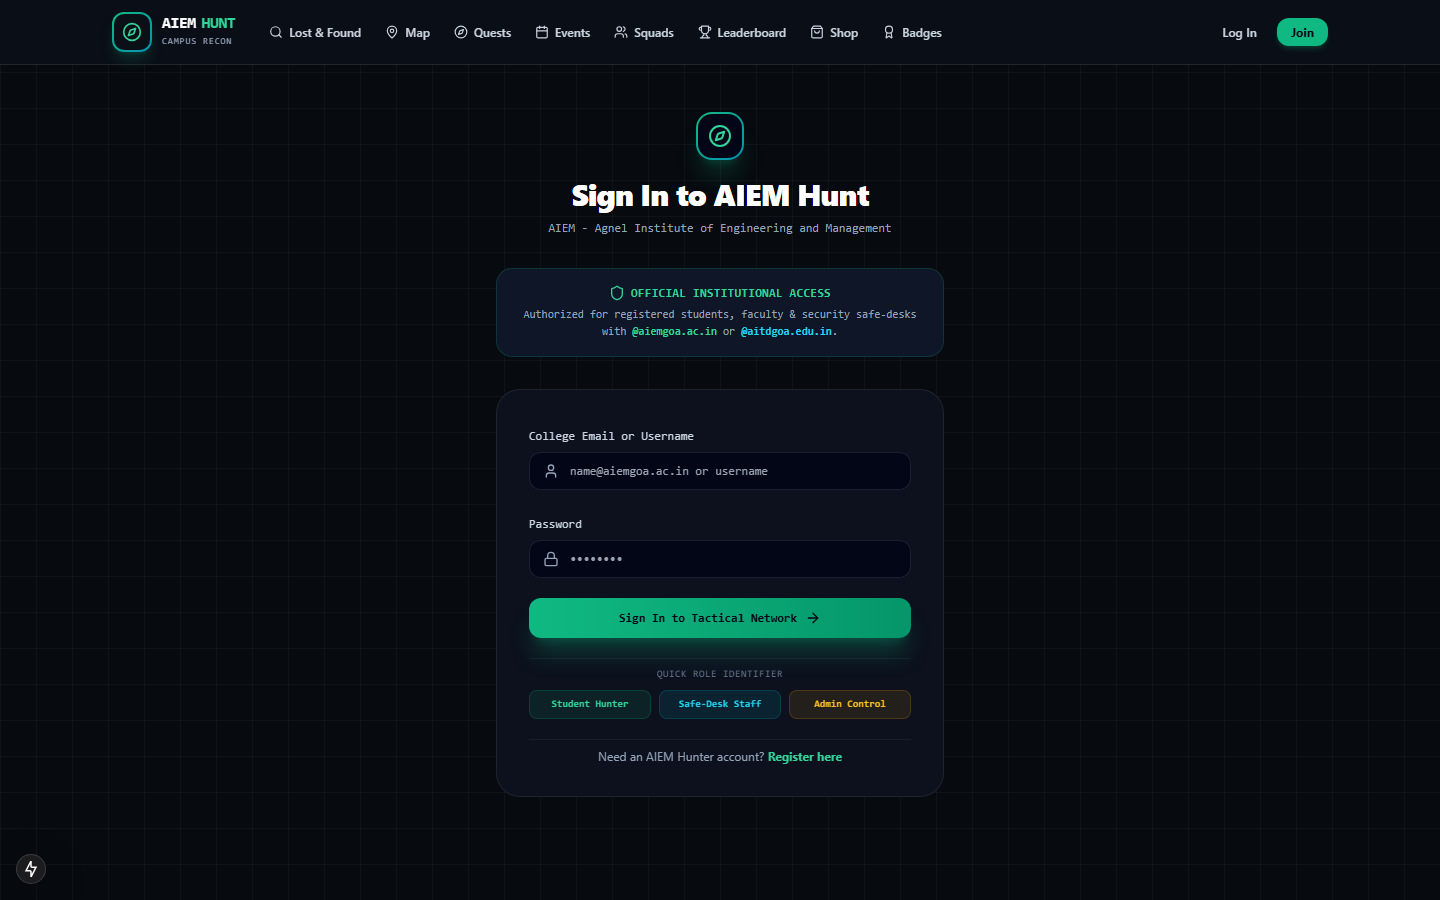 AIEM HUNT
CAMPUS RECON
Lost & Found
Map
Quests
Events
Squads
Leaderboard
Shop
Badges
Log In
Join
Sign In to AIEM Hunt
AIEM - Agnel Institute of Engineering and Management
OFFICIAL INSTITUTIONAL ACCESS
Authorized for registered students, faculty & security safe-desks
with @aiemgoa.ac.in or @aitdgoa.edu.in.
College Email or Username
name@aiemgoa.ac.in or username
Password
••••••••
Sign In to Tactical Network →
QUICK ROLE IDENTIFIER
Student Hunter
Safe-Desk Staff
Admin Control
Need an AIEM Hunter account? Register here